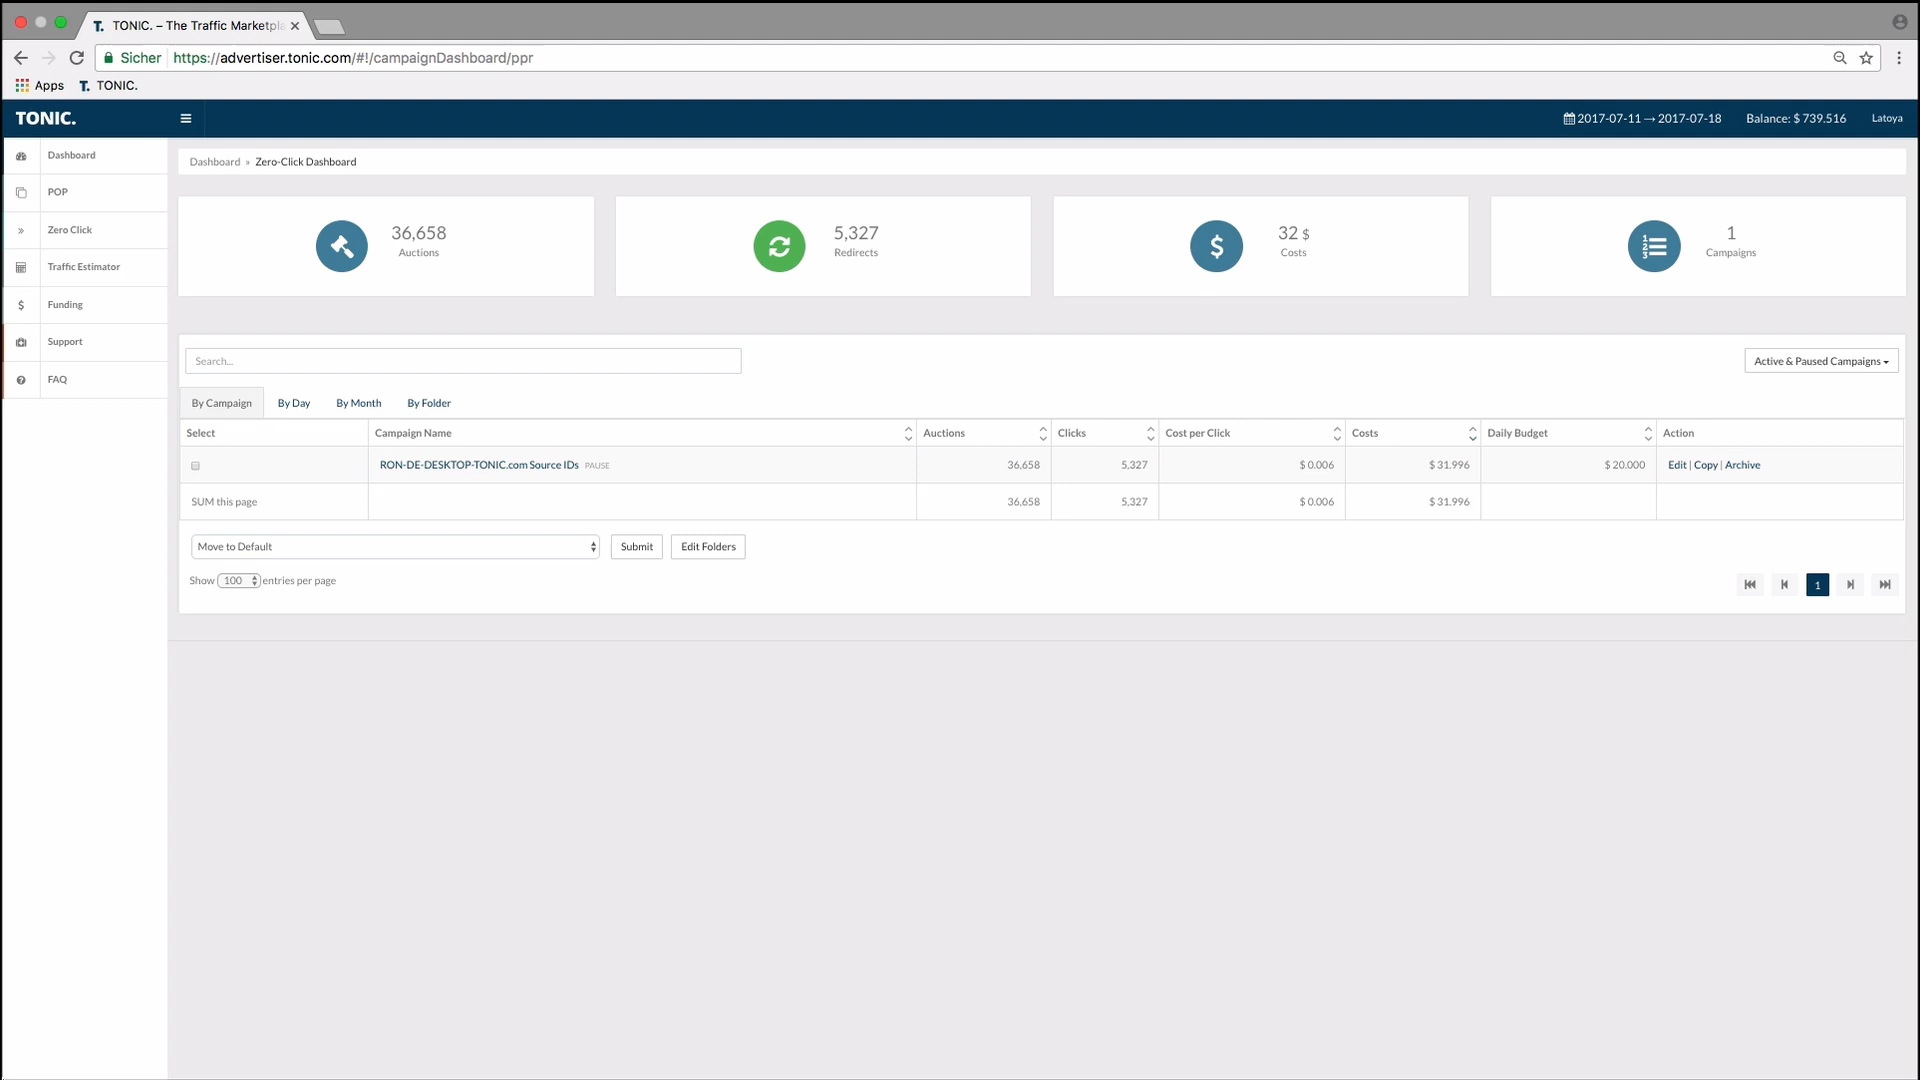 T. TONIC. – The Traffic Marketpla
Sicher https://advertiser.tonic.com/#!/campaignDashboard/ppr
Apps T. TONIC.
TONIC. 2017-07-11 → 2017-07-18 Balance: $ 739.516 Latoya
Dashboard
POP
Zero Click
Traffic Estimator
Funding
Support
FAQ
Dashboard » Zero-Click Dashboard
36,658
Auctions
5,327
Redirects
32 $
Costs
1
Campaigns
Search...
Active & Paused Campaigns
By Campaign By Day By Month By Folder
Select Campaign Name Auctions Clicks Cost per Click Costs Daily Budget Action
RON-DE-DESKTOP-TONIC.com Source IDs PAUSE 36,658 5,327 $ 0.006 $ 31.996 $ 20.000 Edit | Copy | Archive
SUM this page 36,658 5,327 $ 0.006 $ 31.996
Move to Default Submit Edit Folders
Show 100 entries per page
1